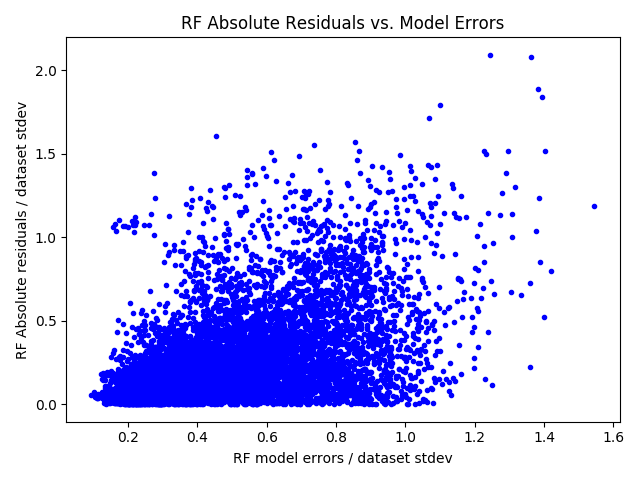 RF Absolute Residuals vs. Model Errors
RF Absolute residuals / dataset stdev
2.0
1.5
1.0
0.5
0.0
0.2 0.4 0.6 0.8 1.0 1.2 1.4 1.6
RF model errors / dataset stdev